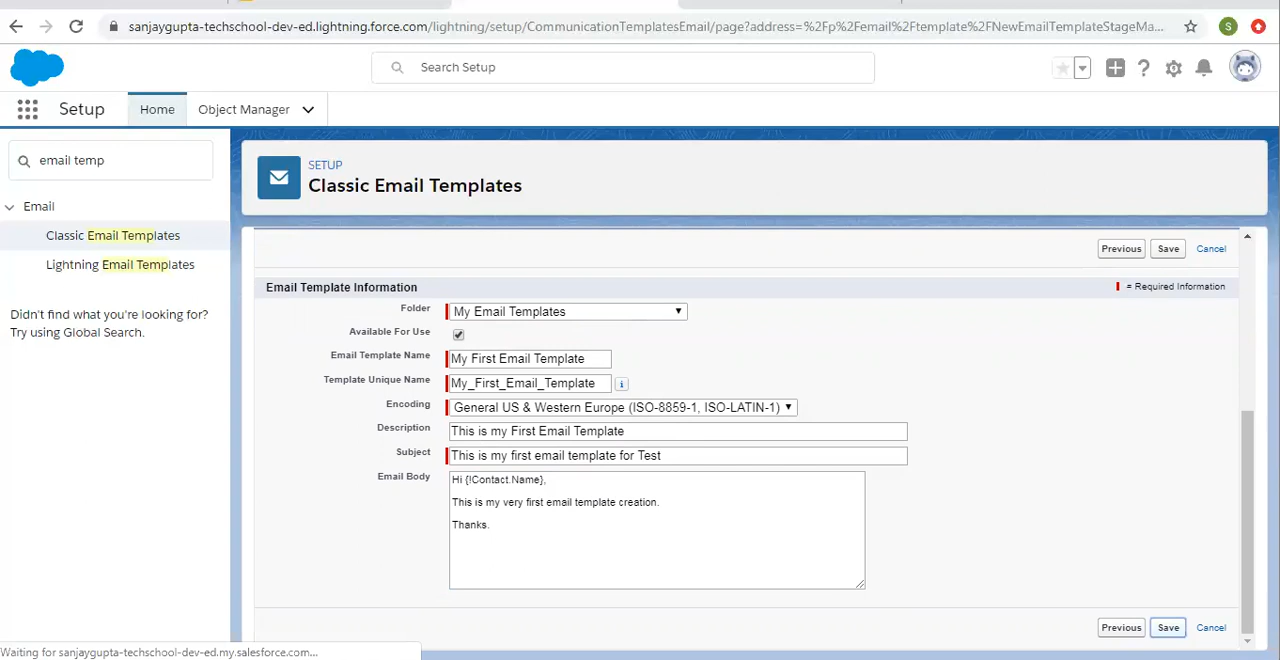 sanjaygupta-techschool-dev-ed.lightning.force.com/lightning/setup/CommunicationTemplatesEmail/page?address=%2Fp%2Femail%2Ftemplate%2FNewEmailTemplateStageMa...
S
Search Setup
Setup
Home
Object Manager
email temp
Email
Classic Email Templates
Lightning Email Templates
Didn't find what you're looking for?
Try using Global Search.
SETUP
Classic Email Templates
Previous Save Cancel
Email Template Information
= Required Information
Folder My Email Templates
Available For Use
Email Template Name My First Email Template
Template Unique Name My_First_Email_Template i
Encoding General US & Western Europe (ISO-8859-1, ISO-LATIN-1)
Description This is my First Email Template
Subject This is my first email template for Test
Email Body Hi {!Contact.Name},
This is my very first email template creation.
Thanks.
Previous Save Cancel
Waiting for sanjaygupta-techschool-dev-ed.my.salesforce.com...